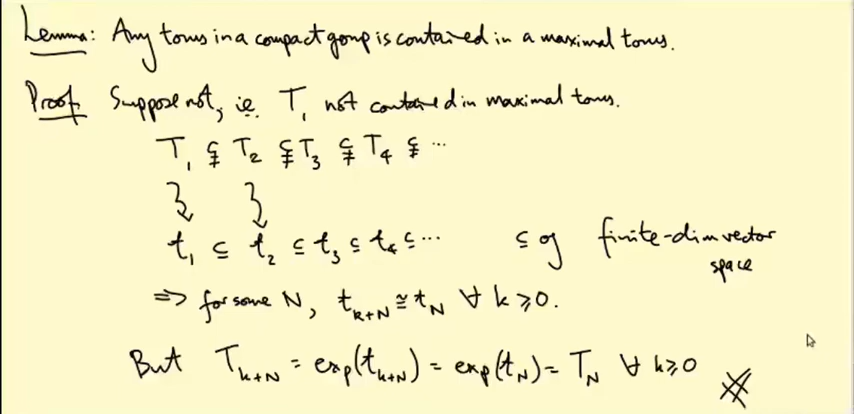 Lemma: Any torus in a compact group is contained in a maximal torus.
Proof Suppose not, i.e. T₁ not contained in maximal torus.
T₁ ⊊ T₂ ⊊ T₃ ⊊ T₄ ⊊ ...
t₁ ⊆ t₂ ⊆ t₃ ⊆ t₄ ⊆ ... ⊆ g finite-dim vector
space
⇒ for some N, t_{k+N} ≅ t_N ∀ k ⩾ 0.
But T_{k+N} = exp(t_{k+N}) = exp(t_N) = T_N ∀ k⩾0